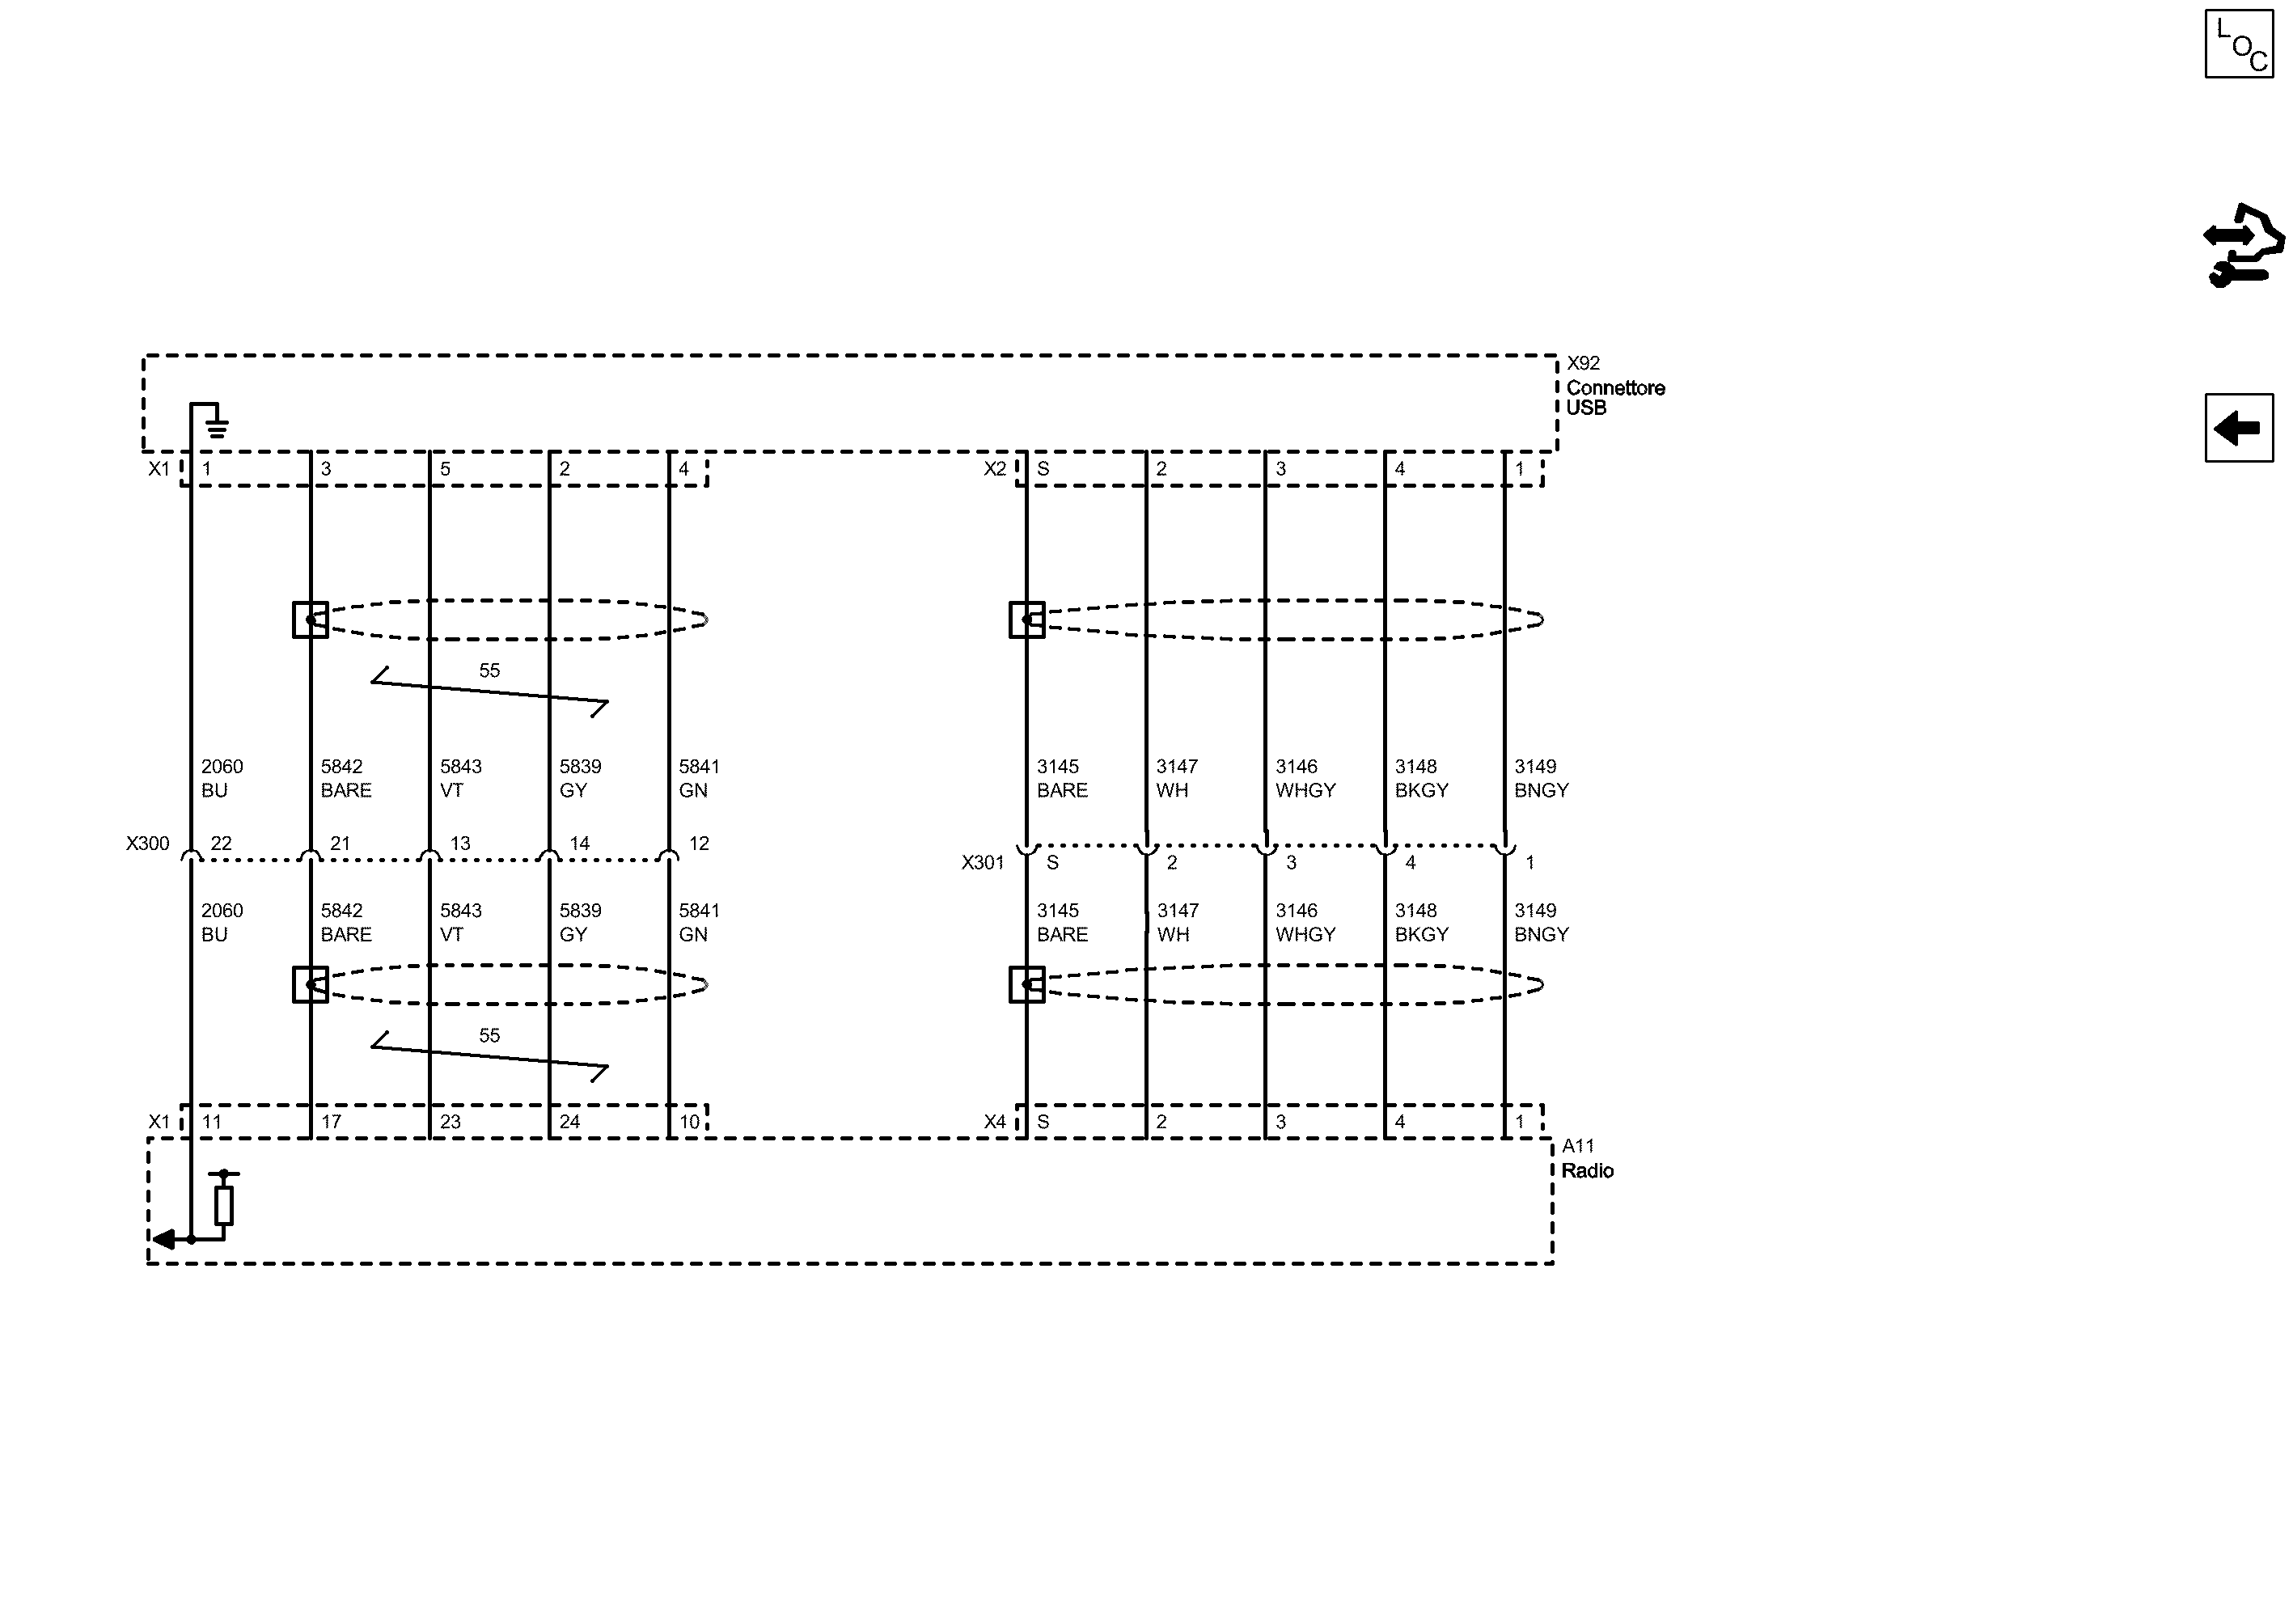 L
O
C
X92
Connettore
USB
X1 1 3 5 2 4 X2 S 2 3 4 1
55
2060 5842 5843 5839 5841 3145 3147 3146 3148 3149
BU BARE VT GY GN BARE WH WHGY BKGY BNGY
X300 22 21 13 14 12
X301 S 2 3 4 1
2060 5842 5843 5839 5841 3145 3147 3146 3148 3149
BU BARE VT GY GN BARE WH WHGY BKGY BNGY
55
X1 11 17 23 24 10 X4 S 2 3 4 1
A11
Radio